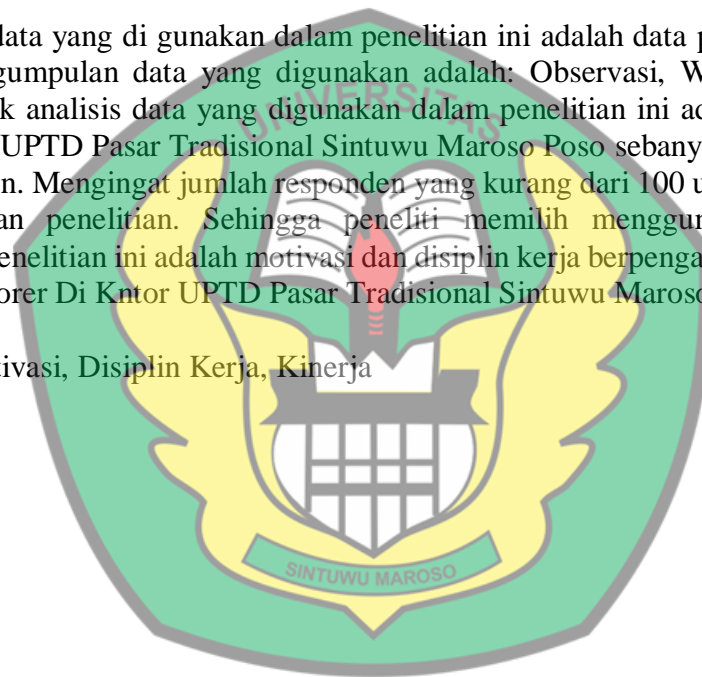 data yang di gunakan dalam penelitian ini adalah data
gumpulan data yang digunakan adalah: Observasi, W
k analisis data yang digunakan dalam penelitian ini ad
UPTD Pasar Tradisional Sintuwu Maroso Poso sebany
n. Mengingat jumlah responden yang kurang dari 100 u
an penelitian. Sehingga peneliti memilih menggun
enelitian ini adalah motivasi dan disiplin kerja berpenga
orer Di Kntor UPTD Pasar Tradisional Sintuwu Maroso
tivasi, Disiplin Kerja, Kinerja
UNIVERSITAS
SINTUWU MAROSO